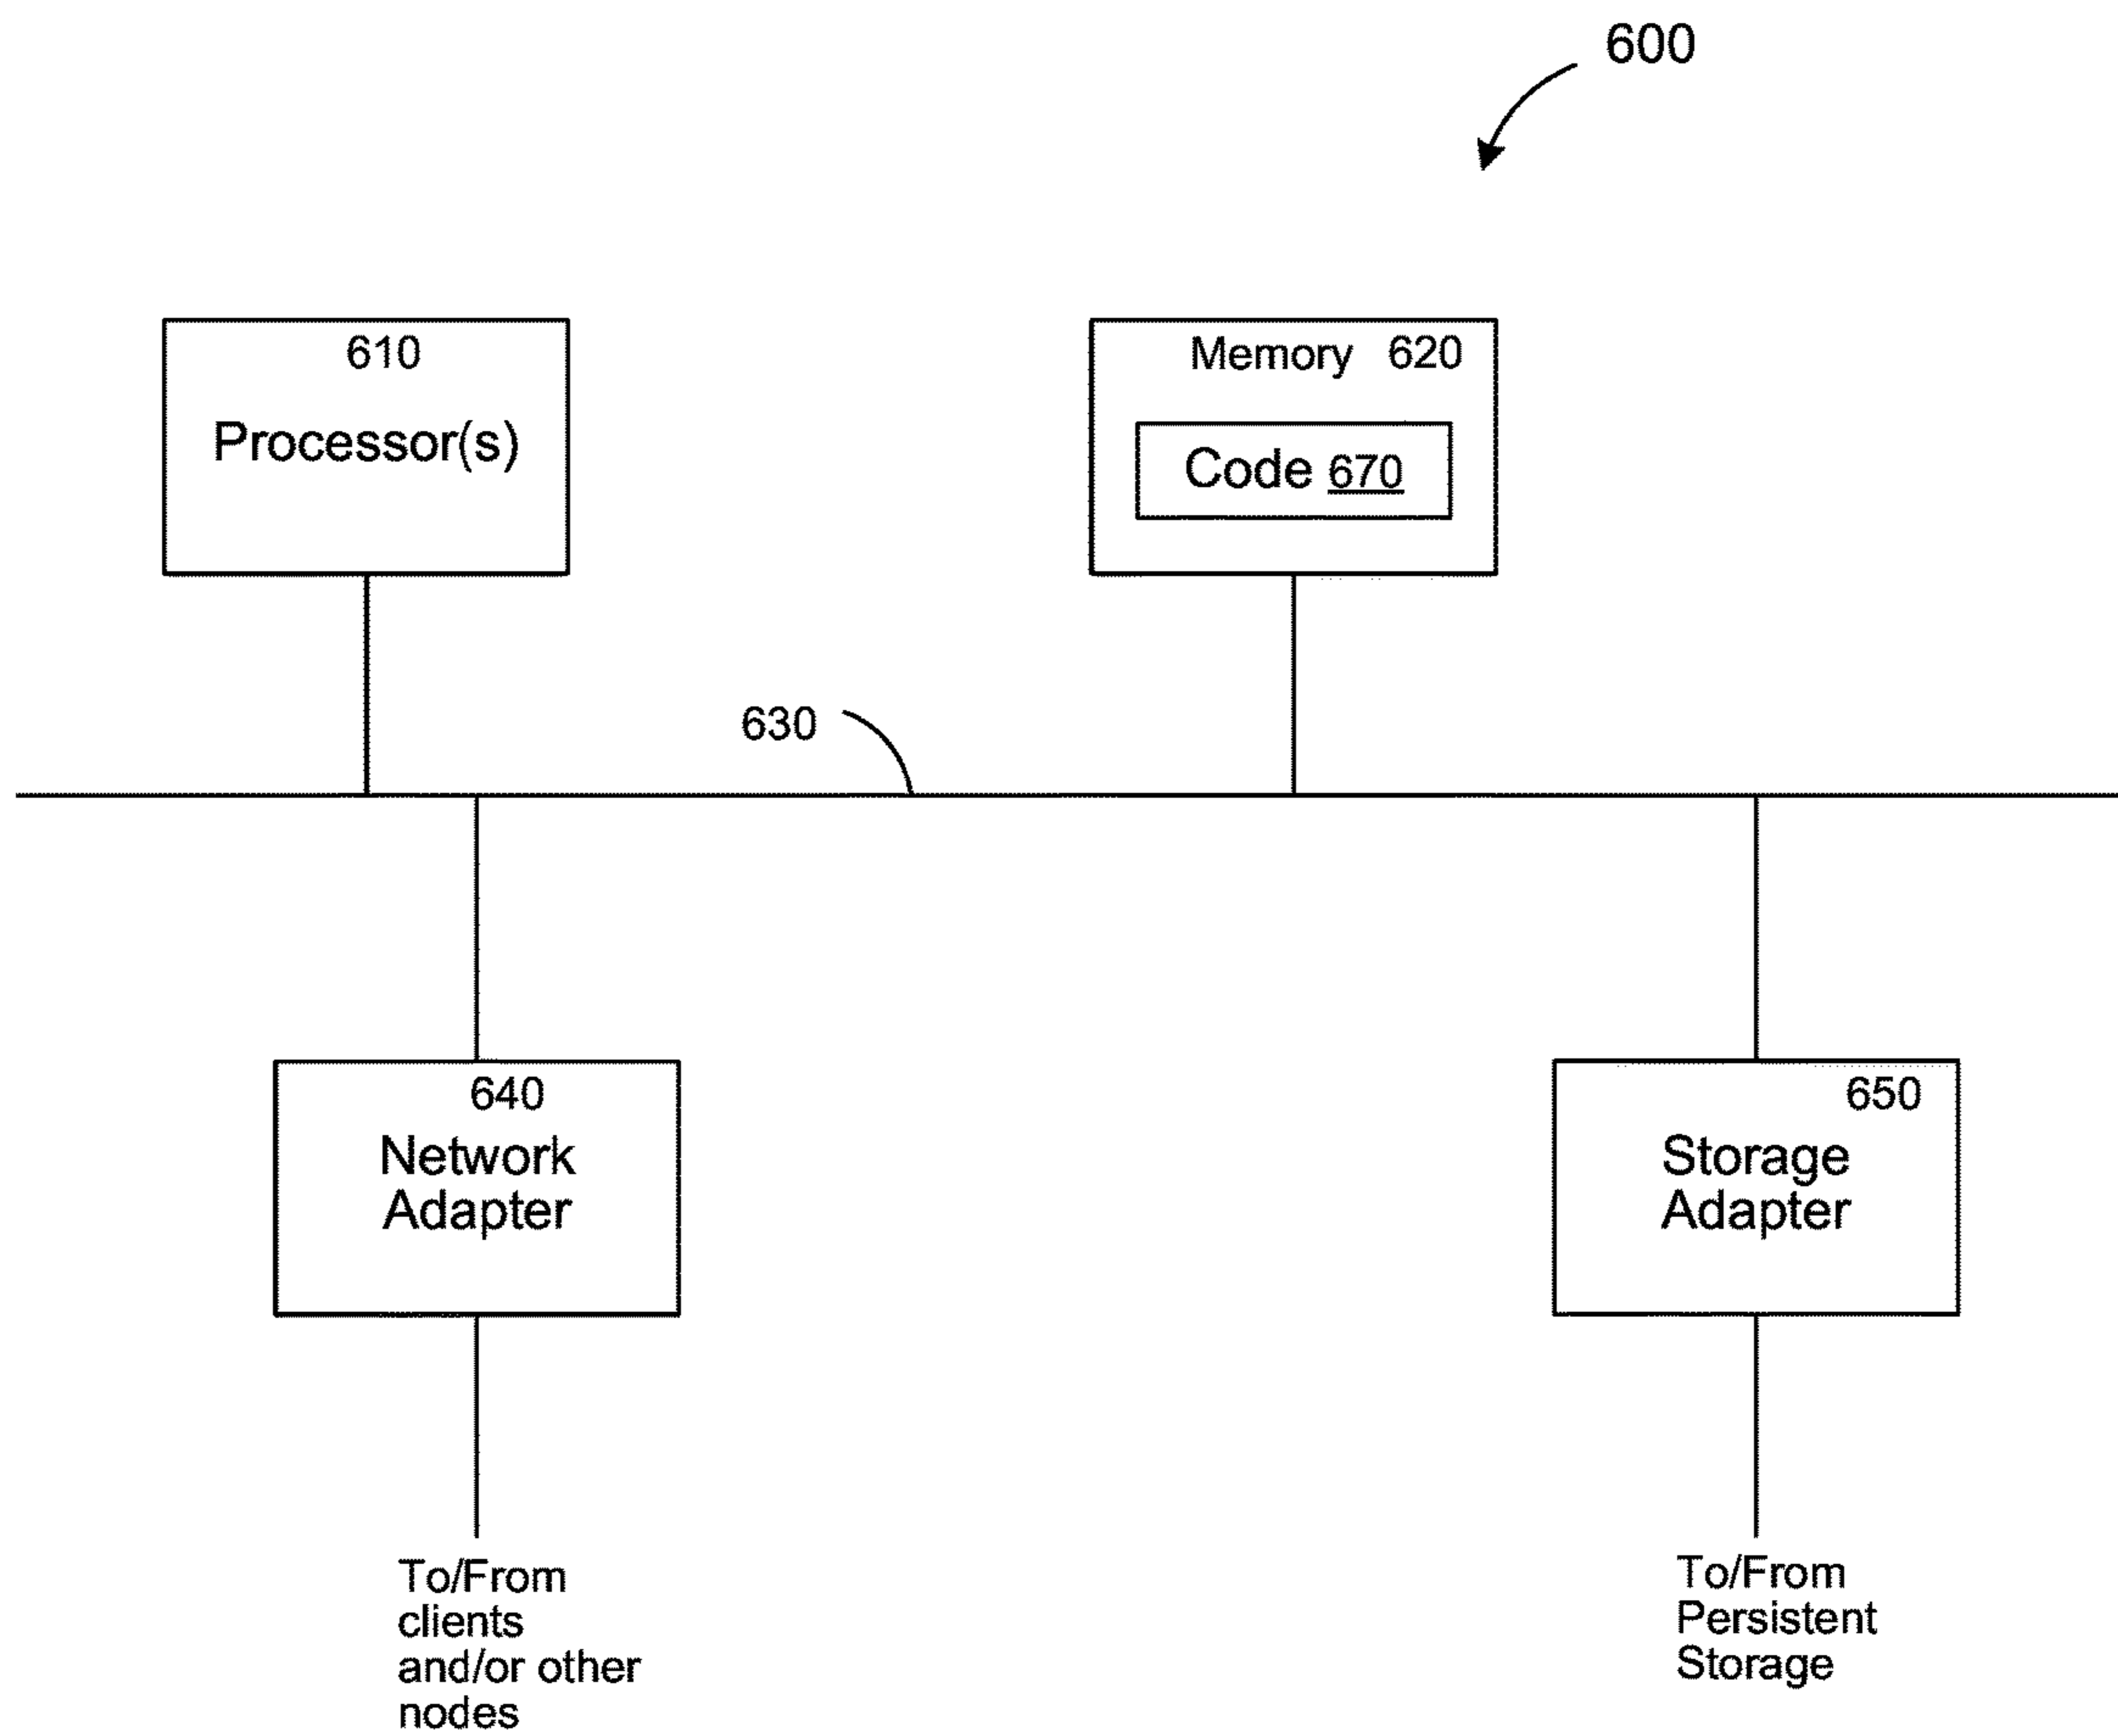 600
610
Processor(s)
Memory 620
Code 670
630
640
Network
Adapter
650
Storage
Adapter
To/From
clients
and/or other
nodes
To/From
Persistent
Storage